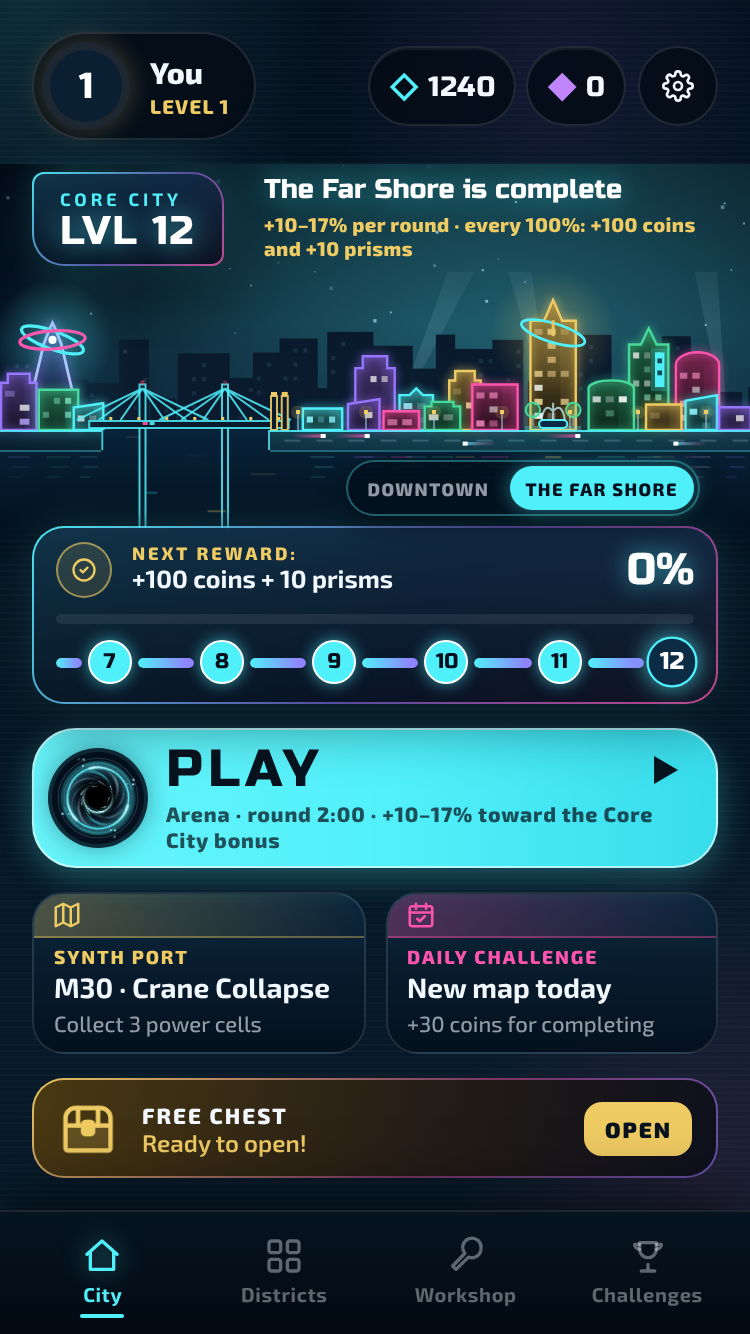 1
You
LEVEL 1
1240
0
CORE CITY
LVL 12
The Far Shore is complete
+10–17% per round · every 100%: +100 coins
and +10 prisms
DOWNTOWN
THE FAR SHORE
NEXT REWARD:
+100 coins + 10 prisms
0%
7
8
9
10
11
12
PLAY
Arena · round 2:00 · +10–17% toward the Core
City bonus
SYNTH PORT
M30 · Crane Collapse
Collect 3 power cells
DAILY CHALLENGE
New map today
+30 coins for completing
FREE CHEST
Ready to open!
OPEN
City
Districts
Workshop
Challenges